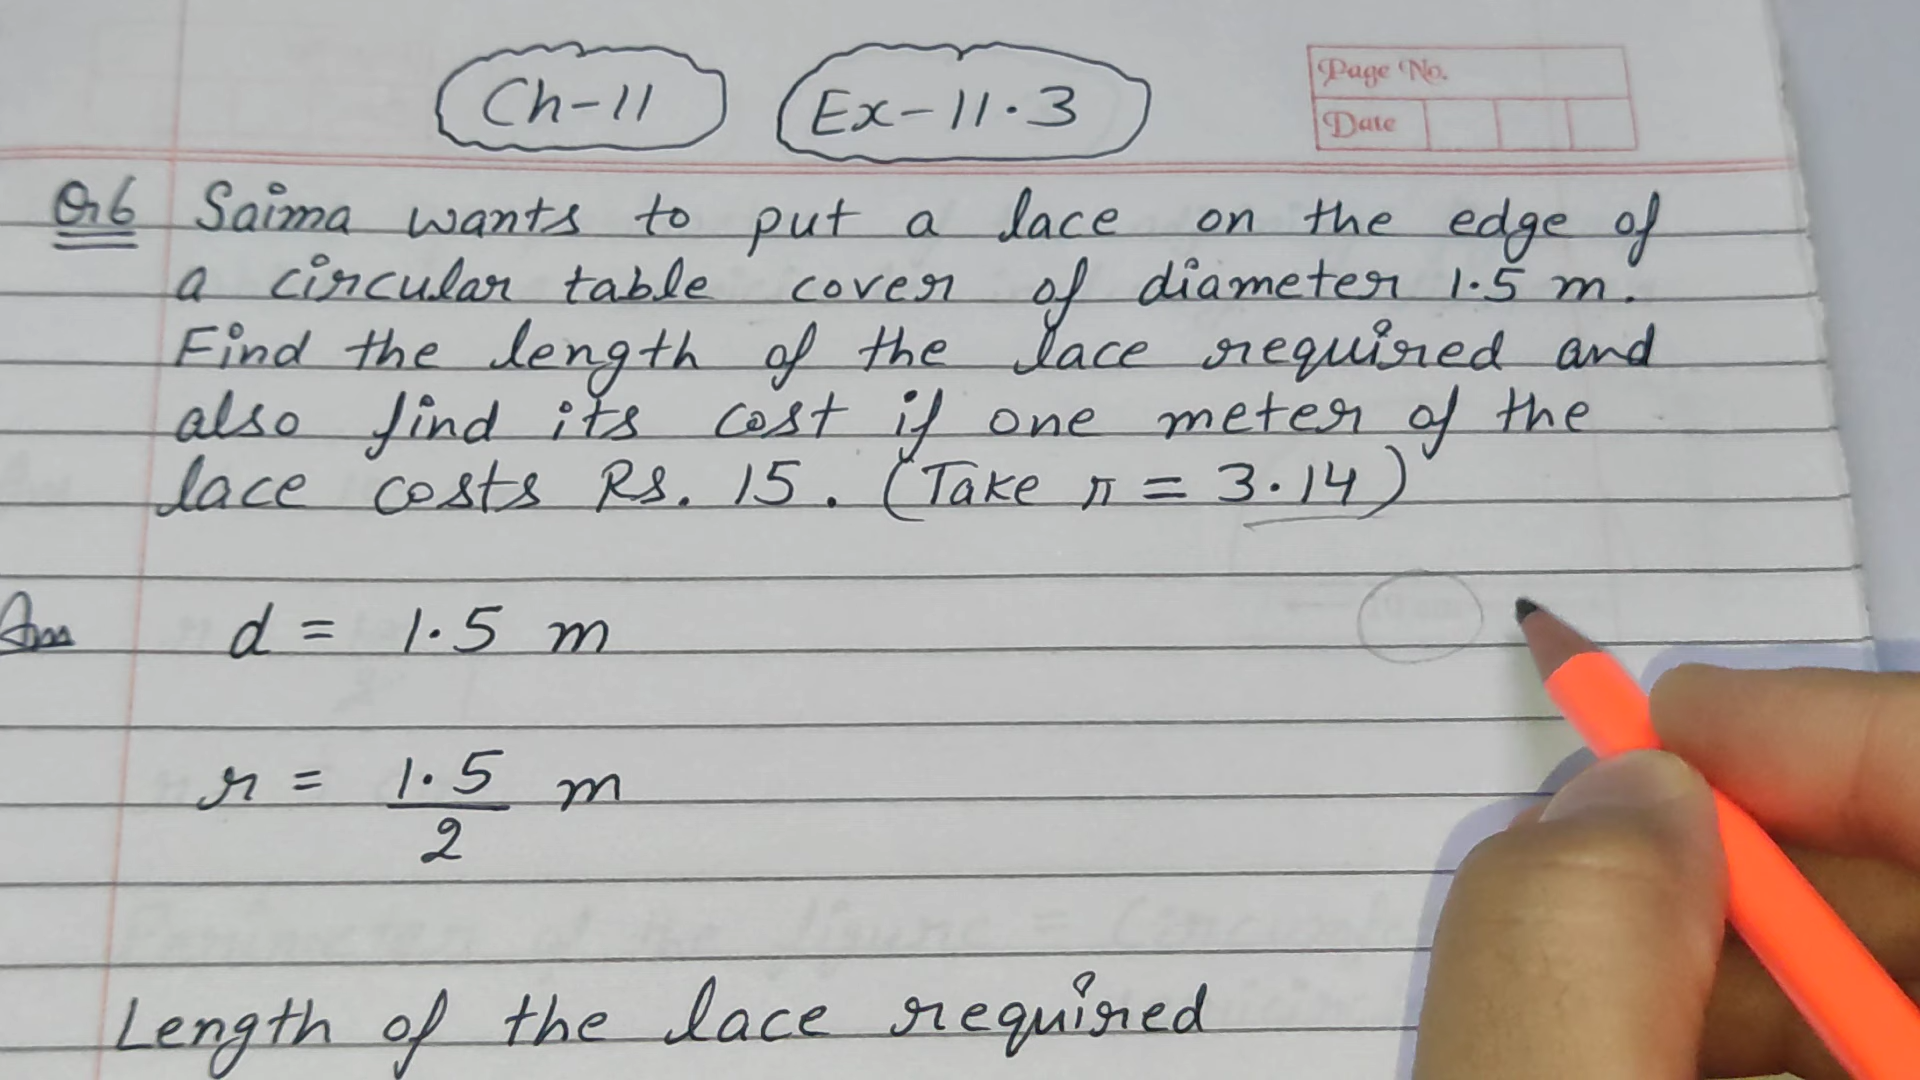 Ch-11 Ex-11.3
Page No.
Date
Q.6 Saima wants to put a lace on the edge of
a circular table cover of diameter 1.5 m.
Find the length of the lace required and
also find its cost if one meter of the
lace costs Rs. 15. (Take π = 3.14)
Ans d = 1.5 m
r = 1.5/2 m
Length of the lace required